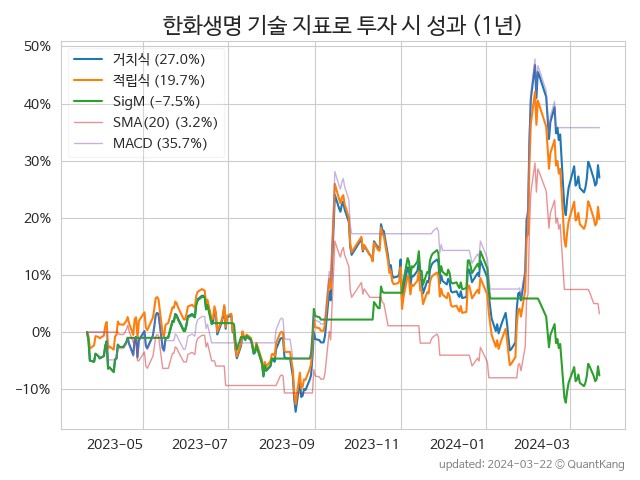 한화생명 기술 지표로 투자 시 성과 (1년)
50%
40%
30%
20%
10%
0%
−10%
거치식 (27.0%)
적립식 (19.7%)
SigM (−7.5%)
SMA(20) (3.2%)
MACD (35.7%)
2023-05
2023-07
2023-09
2023-11
2024-01
2024-03
updated: 2024-03-22 © QuantKang